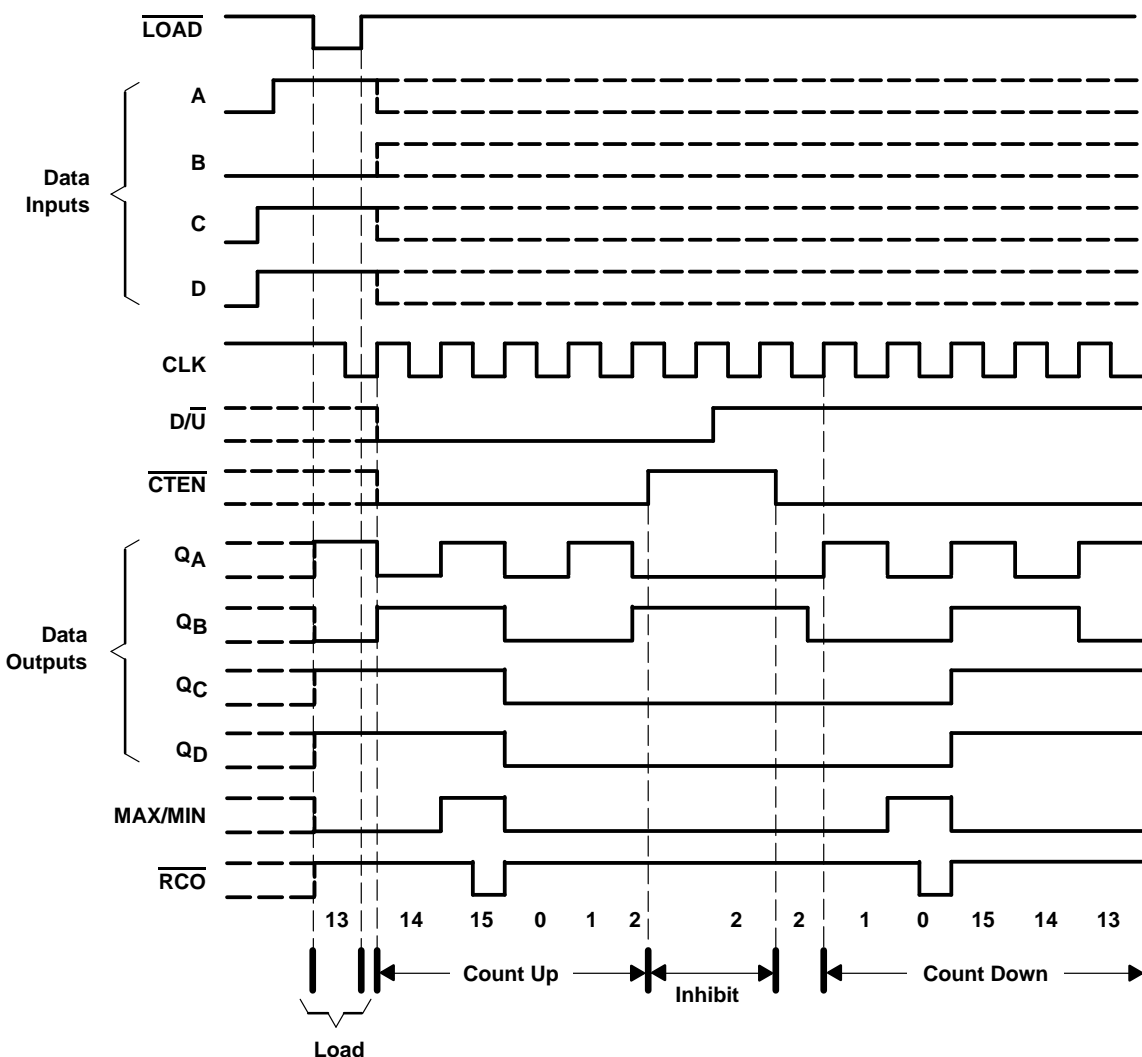 LOAD
A
B
Data
Inputs
C
D
CLK
D/U
CTEN
QA
QB
Data
Outputs
QC
QD
MAX/MIN
RCO
13 14 15 0 1 2 2 2 1 0 15 14 13
Count Up
Inhibit
Count Down
Load